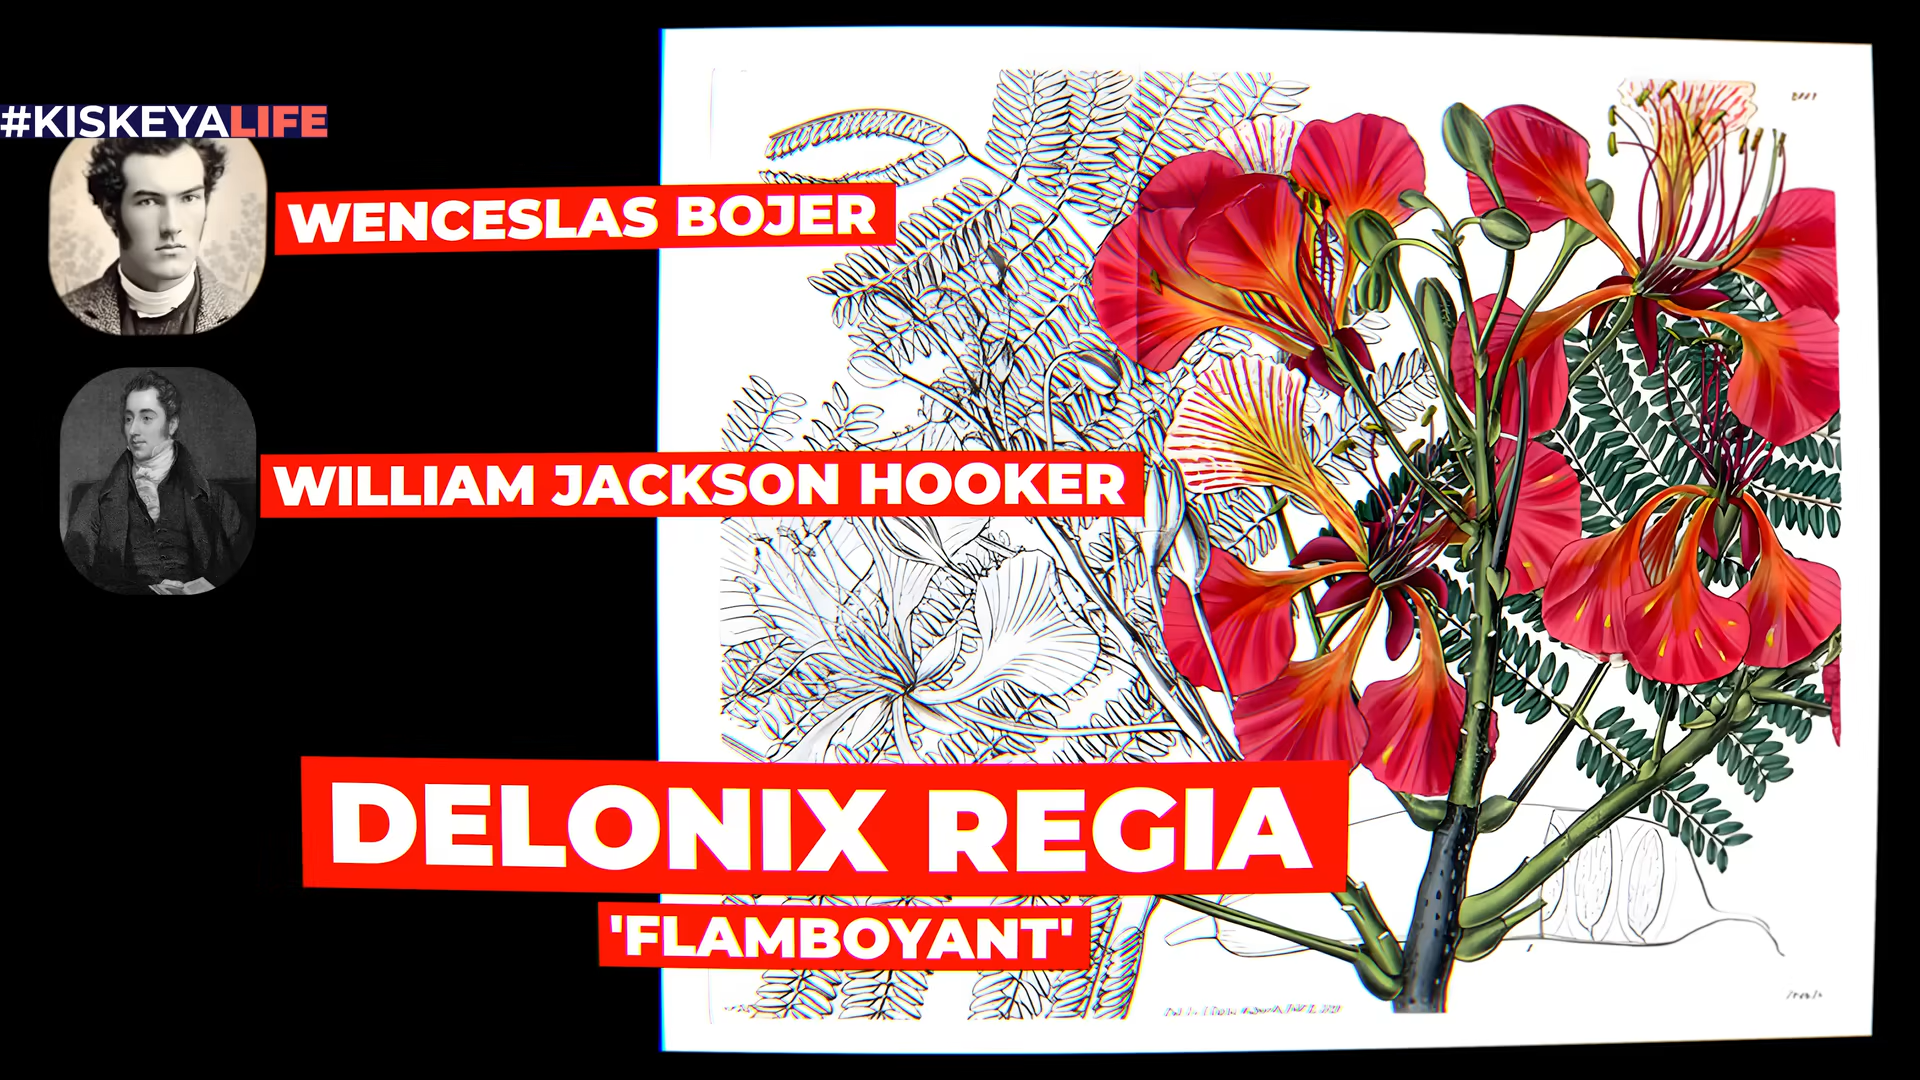 #KISKEYALIFE
WENCESLAS BOJER
WILLIAM JACKSON HOOKER
DELONIX REGIA
'FLAMBOYANT'